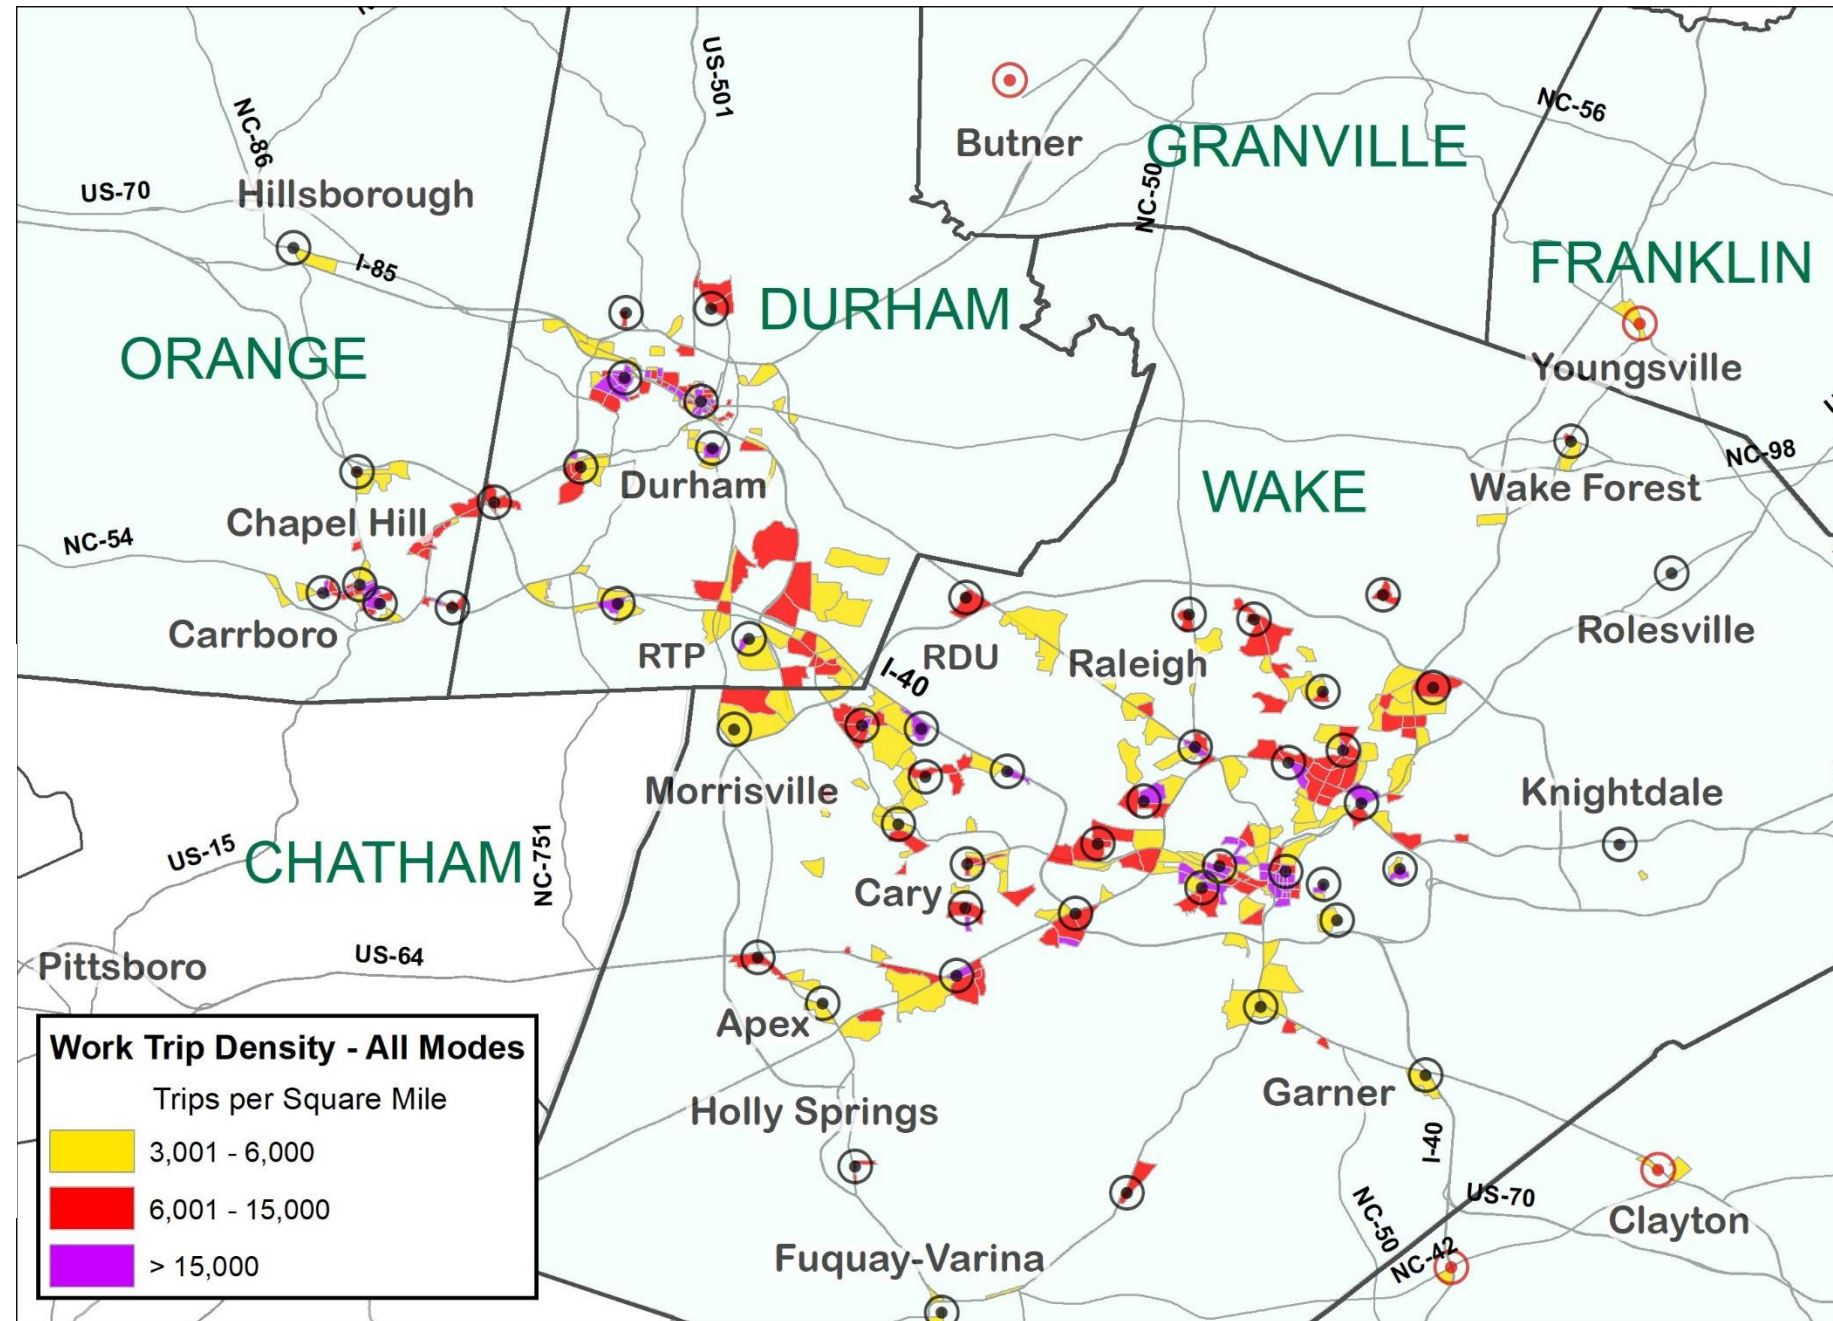 US-501
NC-56
Butner
GRANVILLE
NC-86
US-70
Hillsborough
NC-50
I-85
FRANKLIN
DURHAM
ORANGE
Youngsville
NC-98
Durham
WAKE
Wake Forest
Chapel Hill
NC-54
Carrboro
RTP
RDU
Raleigh
Rolesville
I-40
Morrisville
Knightdale
US-15
CHATHAM
NC-751
Cary
Pittsboro
US-64
Apex
Work Trip Density - All Modes
Trips per Square Mile
3,001 - 6,000
6,001 - 15,000
> 15,000
Holly Springs
Garner
I-40
US-70
NC-50
Clayton
NC-42
Fuquay-Varina